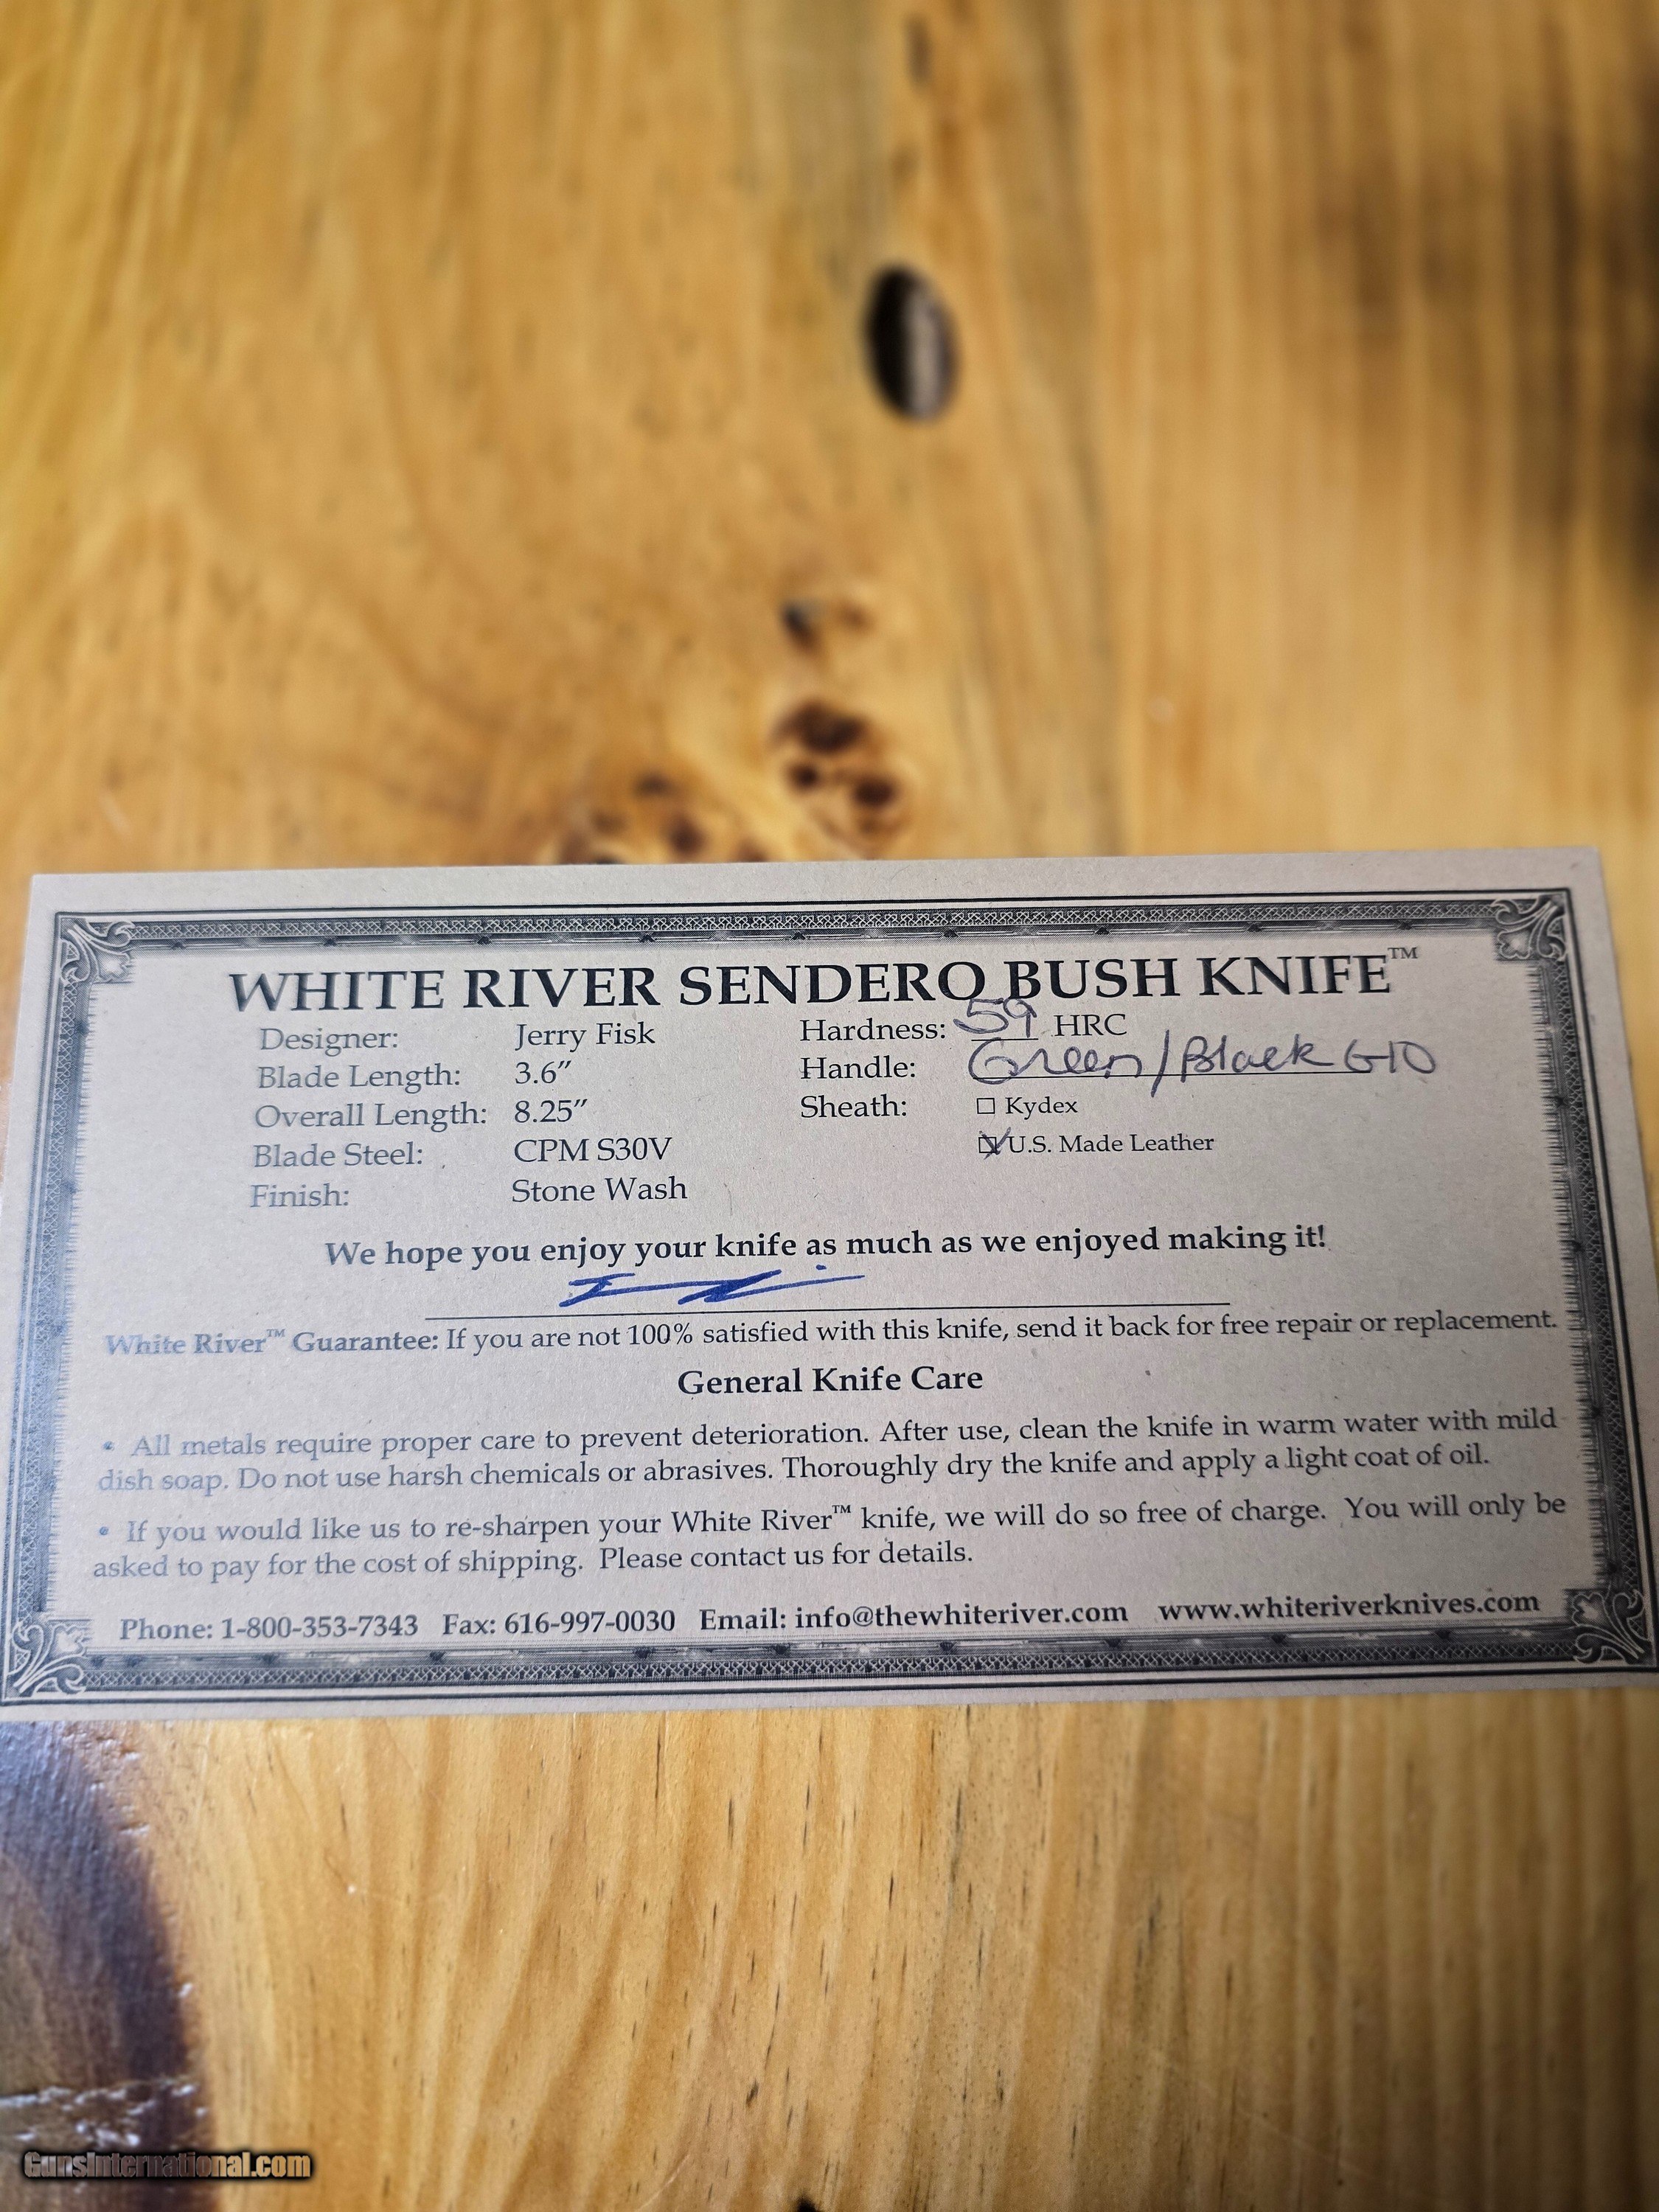 WHITE RIVER SENDERO BUSH KNIFE™
Designer: Jerry Fisk Hardness: 59 HRC
Blade Length: 3.6" Handle: Green/Black G10
Overall Length: 8.25" Sheath: ☐ Kydex
Blade Steel: CPM S30V ☒ U.S. Made Leather
Finish: Stone Wash
We hope you enjoy your knife as much as we enjoyed making it!
White River™ Guarantee: If you are not 100% satisfied with this knife, send it back for free repair or replacement.
General Knife Care
• All metals require proper care to prevent deterioration. After use, clean the knife in warm water with mild
dish soap. Do not use harsh chemicals or abrasives. Thoroughly dry the knife and apply a light coat of oil.
• If you would like us to re-sharpen your White River™ knife, we will do so free of charge. You will only be
asked to pay for the cost of shipping. Please contact us for details.
Phone: 1-800-353-7343 Fax: 616-997-0030 Email: info@thewhiteriver.com www.whiteriverknives.com
GunsInternational.com